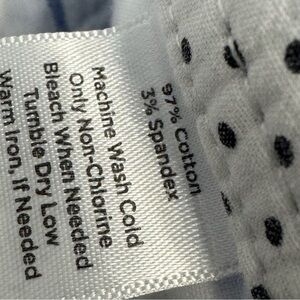 97% Cotton
3% Spandex
Machine Wash Cold
Only Non-Chlorine
Bleach When Needed
Tumble Dry Low
Warm Iron, If Needed